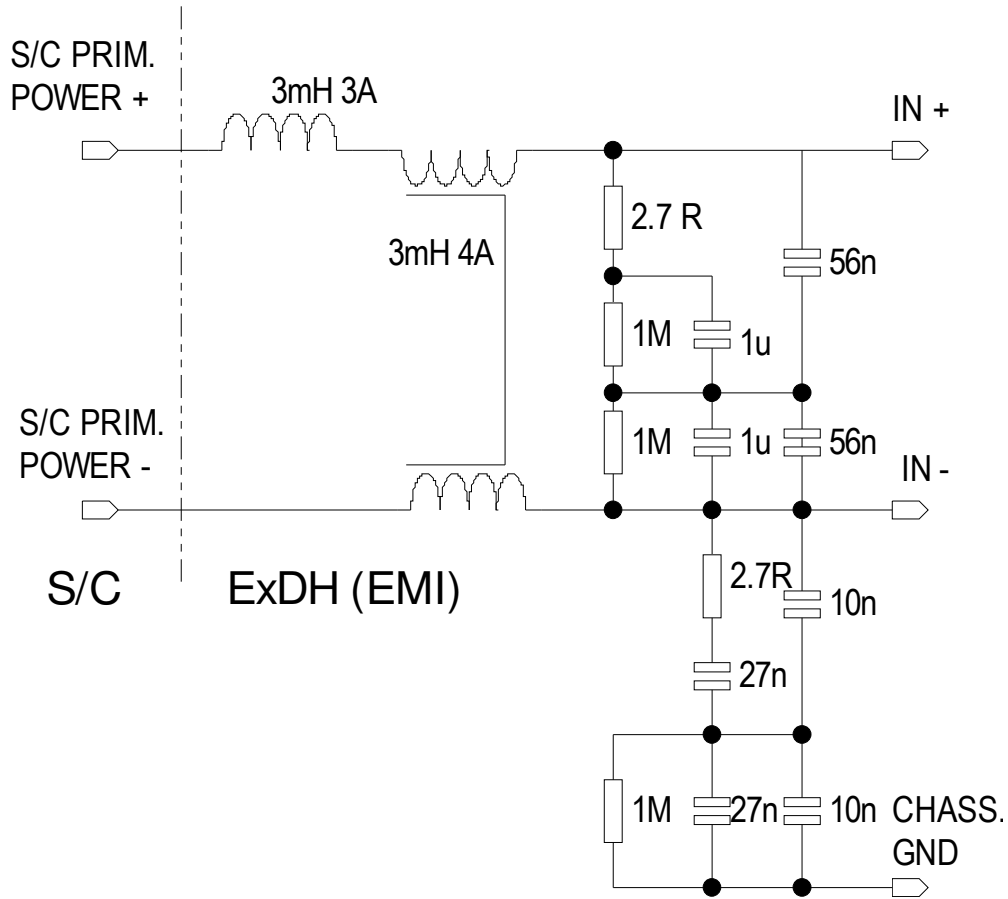 S/C PRIM.
POWER +
3mH 3A
IN +
2.7 R
3mH 4A
56n
1M
1u
S/C PRIM.
POWER -
1M
1u
56n
IN -
S/C
ExDH (EMI)
2.7R
10n
27n
1M
27n
10n
CHASS.
GND